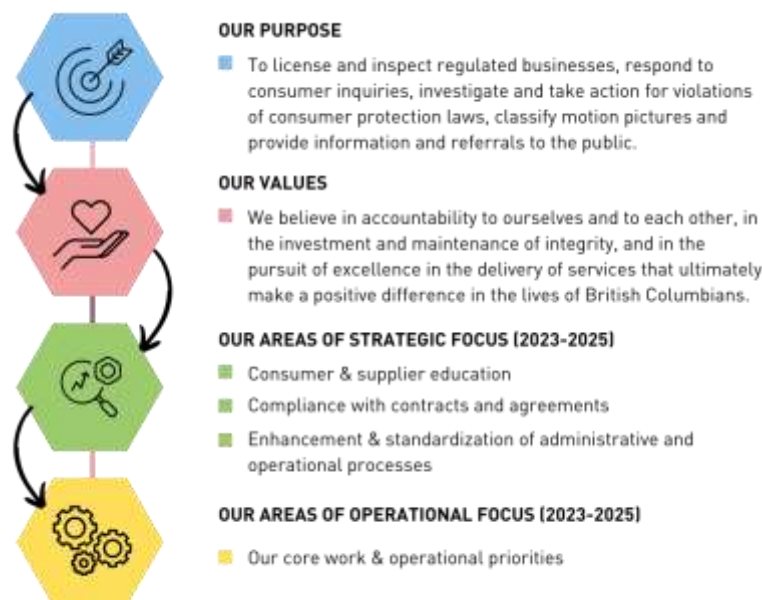 OUR PURPOSE
To license and inspect regulated businesses, respond to
consumer inquiries, investigate and take action for violations
of consumer protection laws, classify motion pictures and
provide information and referrals to the public.
OUR VALUES
We believe in accountability to ourselves and to each other, in
the investment and maintenance of integrity, and in the
pursuit of excellence in the delivery of services that ultimately
make a positive difference in the lives of British Columbians.
OUR AREAS OF STRATEGIC FOCUS (2023-2025)
Consumer & supplier education
Compliance with contracts and agreements
Enhancement & standardization of administrative and
operational processes
OUR AREAS OF OPERATIONAL FOCUS (2023-2025)
Our core work & operational priorities